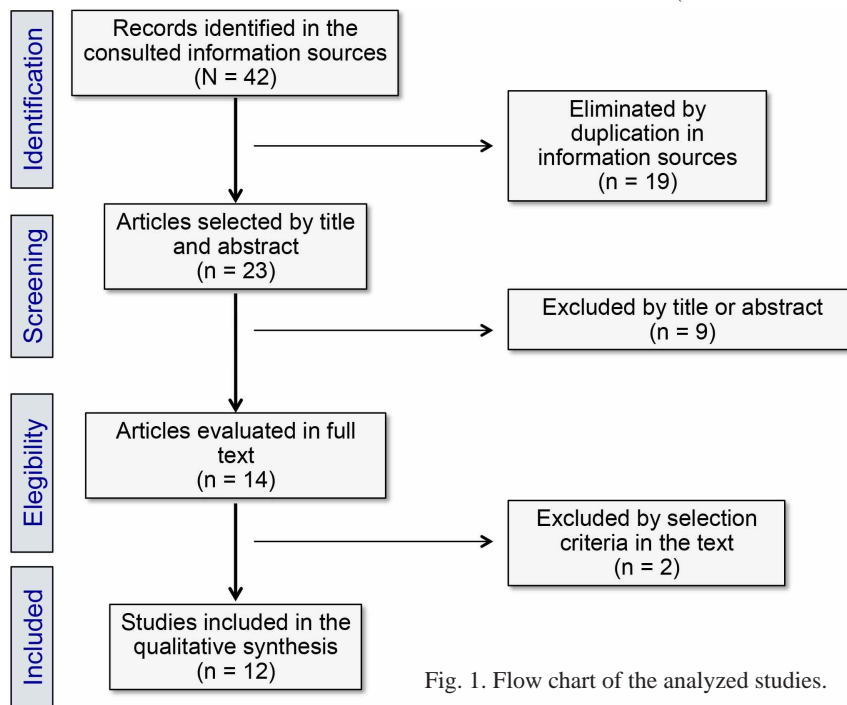 Identification
Records identified in the
consulted information sources
(N = 42)
Eliminated by
duplication in
information sources
(n = 19)
Screening
Articles selected by title
and abstract
(n = 23)
Excluded by title or abstract
(n = 9)
Elegibility
Articles evaluated in full
text
(n = 14)
Excluded by selection
criteria in the text
(n = 2)
Included
Studies included in the
qualitative synthesis
(n = 12)
Fig. 1. Flow chart of the analyzed studies.